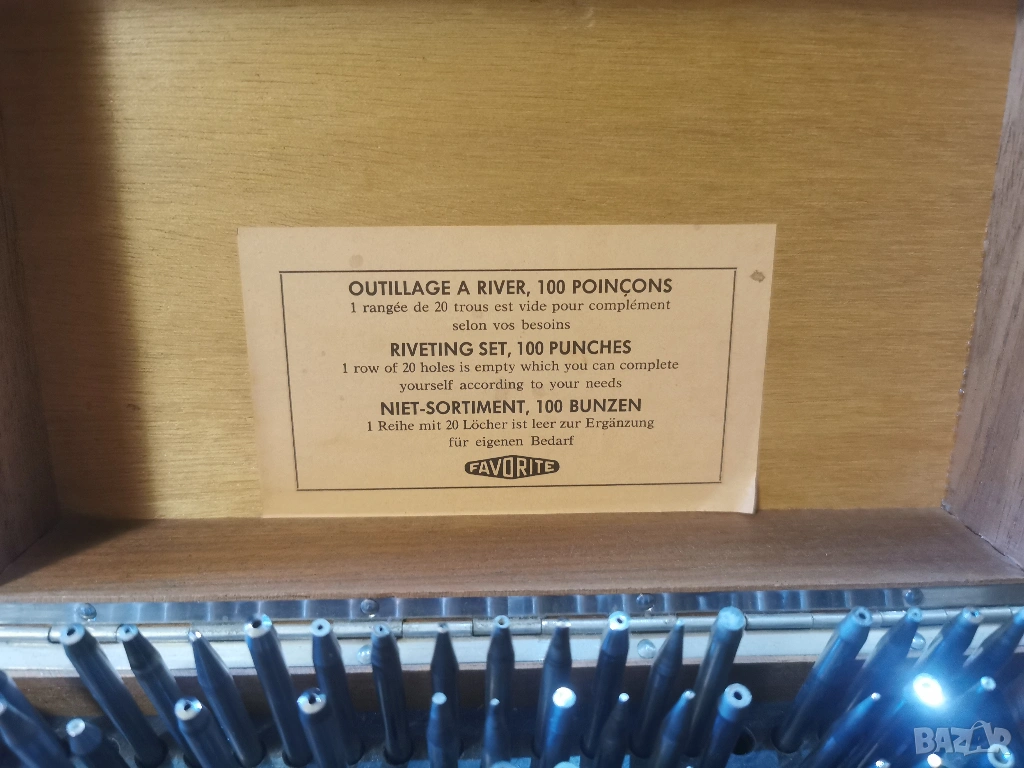 OUTILLAGE A RIVER, 100 POINÇONS
1 rangée de 20 trous est vide pour complément
selon vos besoins
RIVETING SET, 100 PUNCHES
1 row of 20 holes is empty which you can complete
yourself according to your needs
NIET-SORTIMENT, 100 BUNZEN
1 Reihe mit 20 Löcher ist leer zur Ergänzung
für eigenen Bedarf
FAVORITE
BAZAR